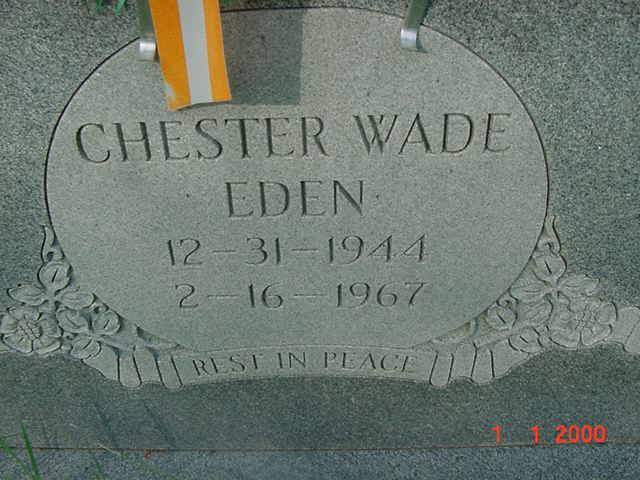 CHESTER WADE
EDEN
12-31-1944
2-16-1967
REST IN PEACE
1 1 2000